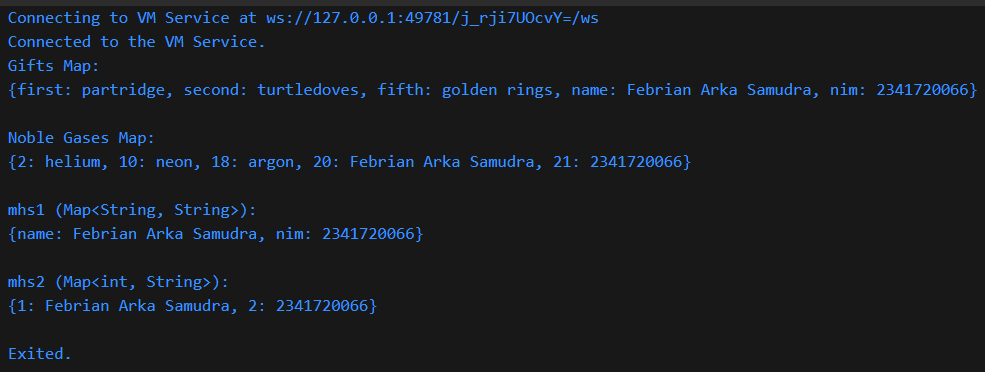 Connecting to VM Service at ws://127.0.0.1:49781/j_rji7UOcvY=/ws
Connected to the VM Service.
Gifts Map:
{first: partridge, second: turtledoves, fifth: golden rings, name: Febrian Arka Samudra, nim: 2341720066}
Noble Gases Map:
{2: helium, 10: neon, 18: argon, 20: Febrian Arka Samudra, 21: 2341720066}
mhs1 (Map<String, String>):
{name: Febrian Arka Samudra, nim: 2341720066}
mhs2 (Map<int, String>):
{1: Febrian Arka Samudra, 2: 2341720066}
Exited.